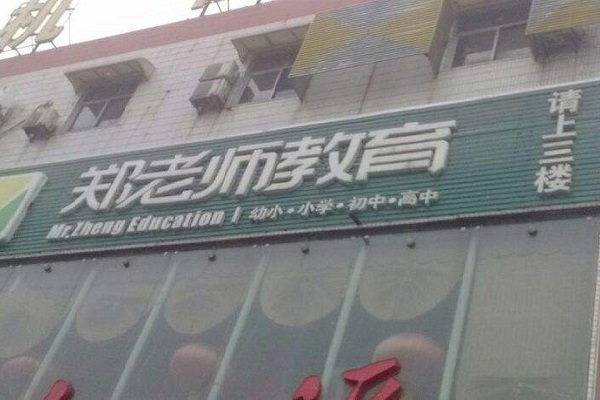 机
郑老师教育
请上三楼
Mr.Zheng Education | 幼小·小学·初中·高中